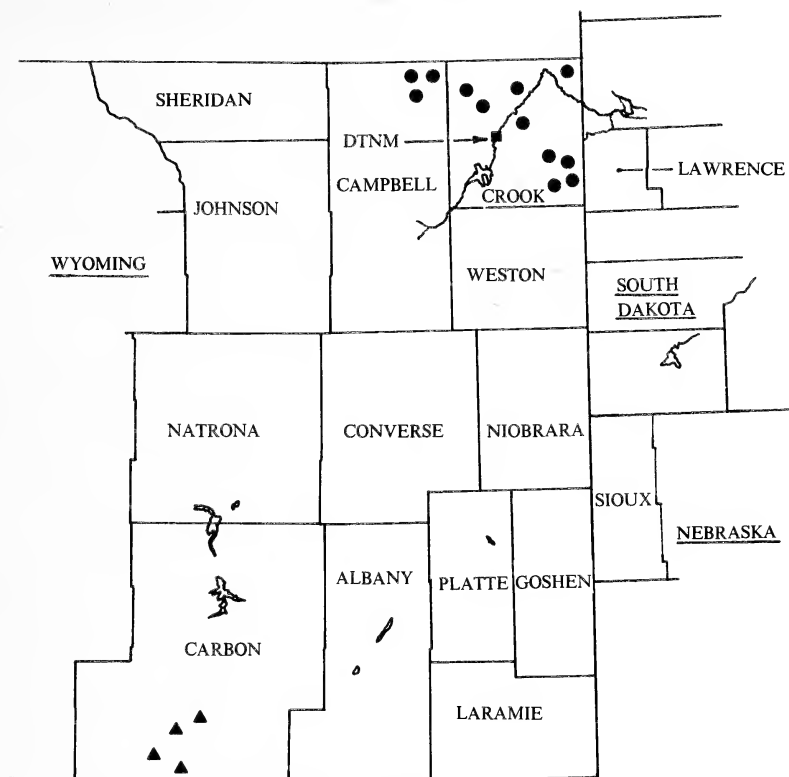 SHERIDAN
DTNM
CAMPBELL
LAWRENCE
CROOK
JOHNSON
WYOMING
WESTON
SOUTH
DAKOTA
NATRONA
CONVERSE
NIOBRARA
SIOUX
NEBRASKA
ALBANY
PLATTE
GOSHEN
CARBON
LARAMIE